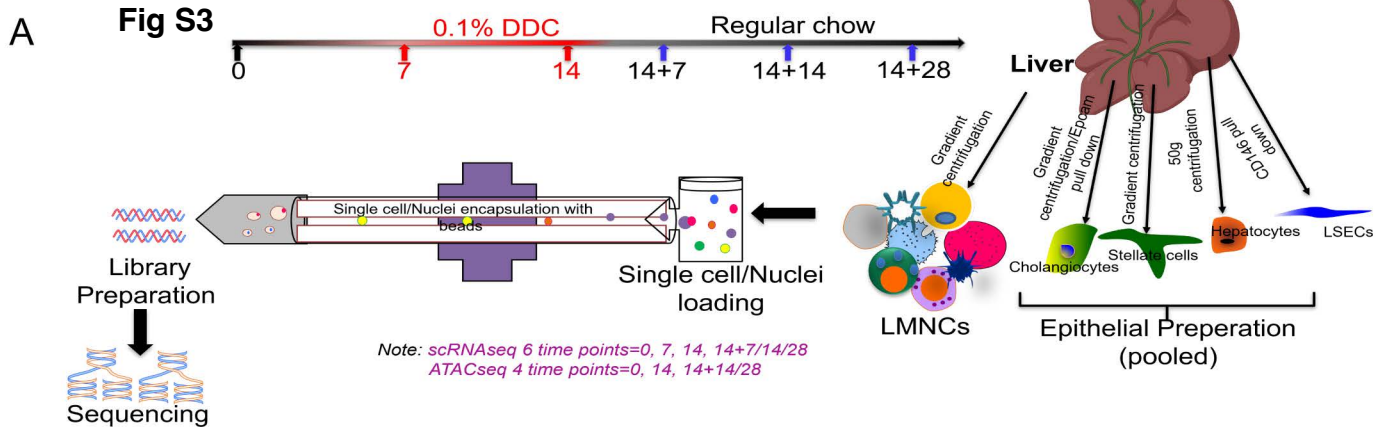 A
Fig S3
0.1% DDC
Regular chow
0
7
14
14+7
14+14
14+28
Liver
Gradient
centrifugation
Gradient
centrifugation/Epcam
pull down
Gradient centrifugation
50g
centrifugation
CD146 pull
down
Single cell/Nuclei encapsulation with
beads
Library
Preparation
Single cell/Nuclei
loading
LMNCs
Cholangiocytes
Stellate cells
Hepatocytes
LSECs
Epithelial Preperation
(pooled)
Note: scRNAseq 6 time points=0, 7, 14, 14+7/14/28
ATACseq 4 time points=0, 14, 14+14/28
Sequencing